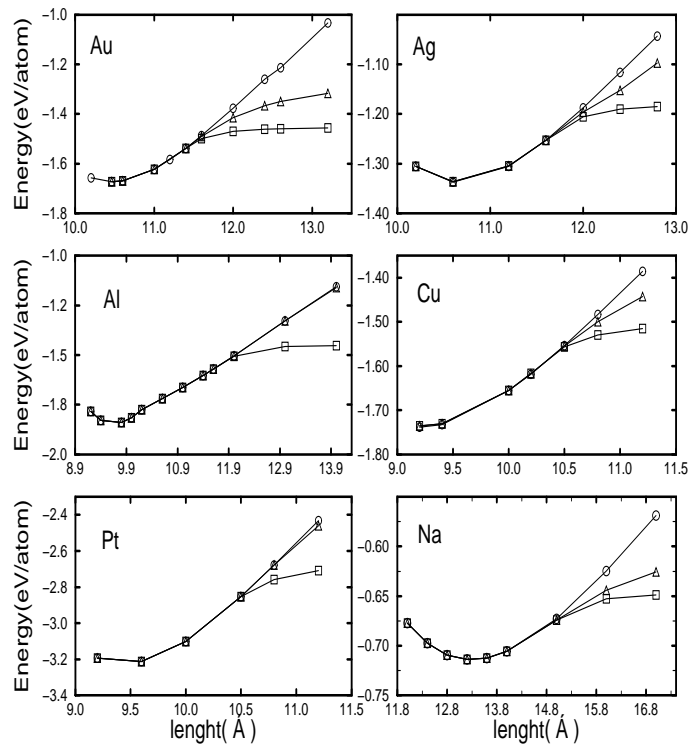 Au
Energy(eV/atom)
−1.0
−1.2
−1.4
−1.6
−1.8
10.0 11.0 12.0 13.0
Ag
−1.10
−1.20
−1.30
−1.40
10.0 11.0 12.0 13.0
Al
Energy(eV/atom)
−1.0
−1.2
−1.5
−1.8
−2.0
8.9 9.9 10.9 11.9 12.9 13.9
Cu
−1.40
−1.50
−1.60
−1.70
−1.80
9.0 9.5 10.0 10.5 11.0 11.5
Pt
Energy(eV/atom)
−2.4
−2.6
−2.8
−3.0
−3.2
−3.4
9.0 9.5 10.0 10.5 11.0 11.5
lenght( Å )
Na
−0.60
−0.65
−0.70
−0.75
11.8 12.8 13.8 14.8 15.8 16.8
lenght( Å )